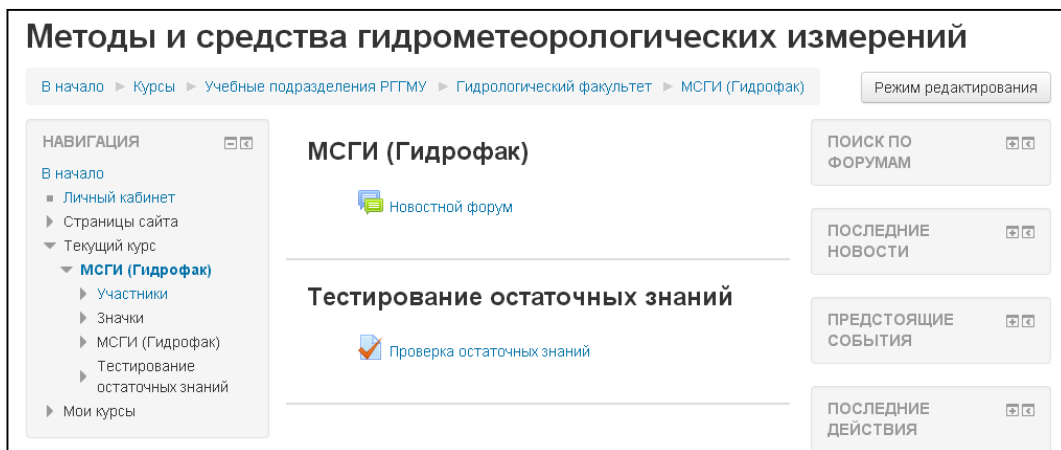 Методы и средства гидрометеорологических измерений
В начало ► Курсы ► Учебные подразделения РГГМУ ► Гидрологический факультет ► МСГИ (Гидрофак)
Режим редактирования
НАВИГАЦИЯ
В начало
Личный кабинет
Страницы сайта
Текущий курс
МСГИ (Гидрофак)
Участники
Значки
МСГИ (Гидрофак)
Тестирование
остаточных знаний
Мои курсы
МСГИ (Гидрофак)
Новостной форум
Тестирование остаточных знаний
Проверка остаточных знаний
ПОИСК ПО
ФОРУМАМ
ПОСЛЕДНИЕ
НОВОСТИ
ПРЕДСТОЯЩИЕ
СОБЫТИЯ
ПОСЛЕДНИЕ
ДЕЙСТВИЯ